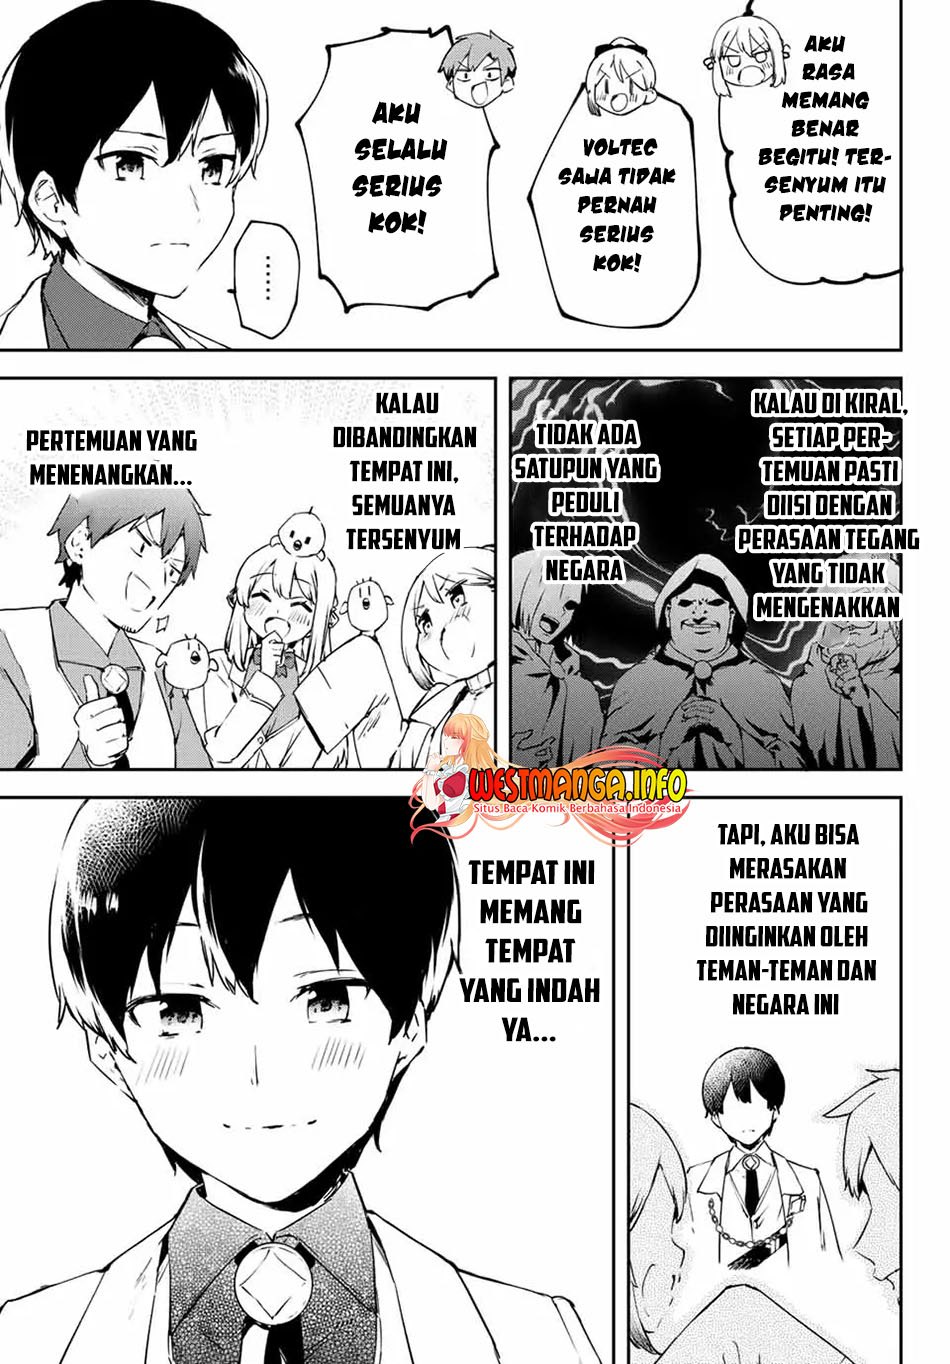 AKU
RASA
MEMANG
BENAR
BEGITU! TER-
SENYUM ITU
PENTING!
VOLTEC
SAJA TIDAK
PERNAH
SERIUS
KOK!
AKU
SELALU
SERIUS
KOK!
......
KALAU DI KIRAL,
SETIAP PER-
TEMUAN PASTI
DIISI DENGAN
PERASAAN TEGANG
YANG TIDAK
MENGENAKKAN
TIDAK ADA
SATUPUN YANG
PEDULI
TERHADAP
NEGARA
KALAU
DIBANDINGKAN
TEMPAT INI,
SEMUANYA
TERSENYUM
PERTEMUAN YANG
MENENANGKAN...
WESTMANGA.INFO
Situs Baca Komik Berbahasa Indonesia
TAPI, AKU BISA
MERASAKAN
PERASAAN YANG
DIINGINKAN OLEH
TEMAN-TEMAN DAN
NEGARA INI
TEMPAT INI
MEMANG
TEMPAT
YANG INDAH
YA...